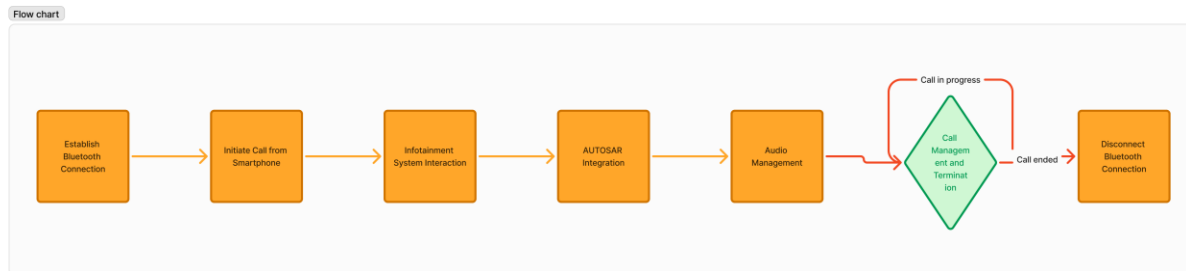 Flow chart
Establish
Bluetooth
Connection
Initiate Call from
Smartphone
Infotainment
System Interaction
AUTOSAR
Integration
Audio
Management
Call in progress
Call
Managem
ent and
Terminat
ion
Call ended
Disconnect
Bluetooth
Connection